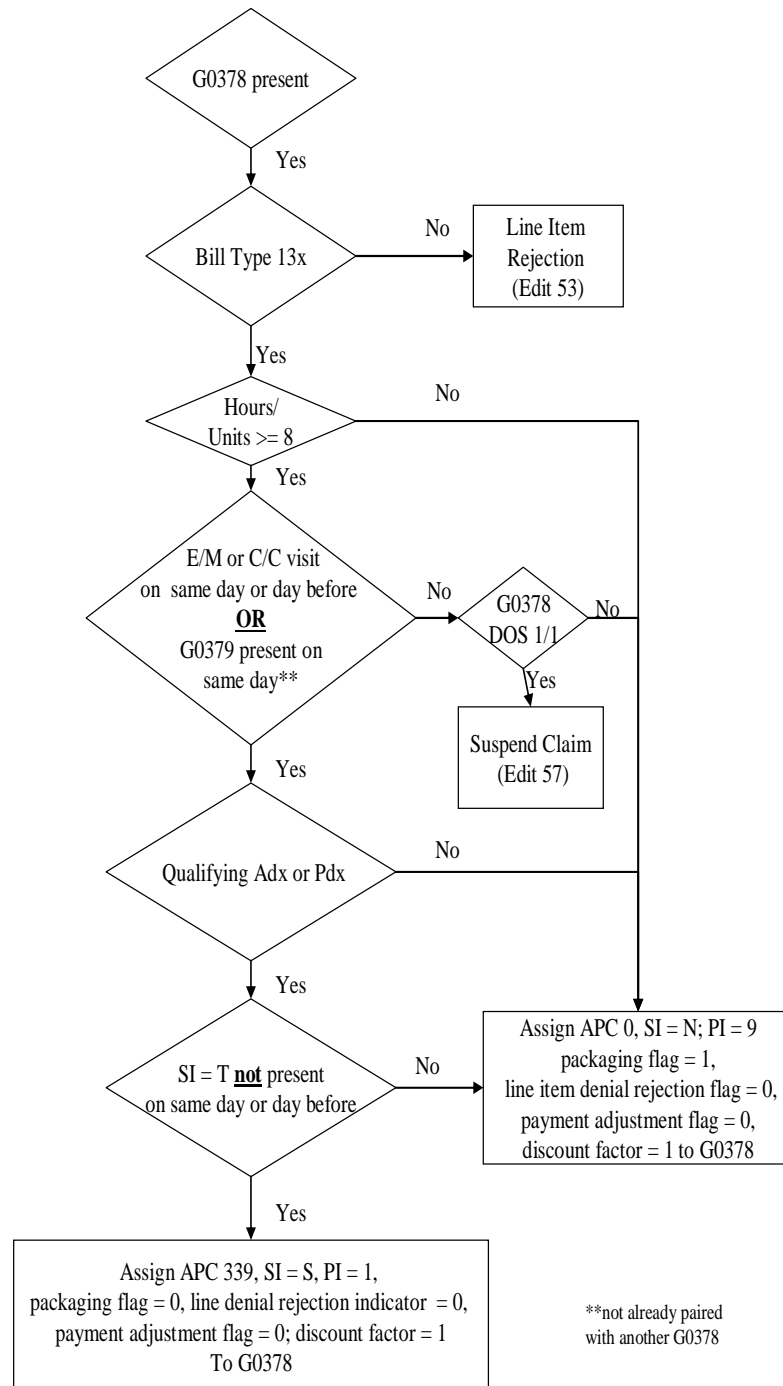 G0378 present
Yes
Bill Type 13x
No
Line Item
Rejection
(Edit 53)
Yes
Hours/
Units >= 8
No
Yes
E/M or C/C visit
on same day or day before
OR
G0379 present on
same day**
No
G0378
DOS 1/1
No
Yes
Suspend Claim
(Edit 57)
Yes
Qualifying Adx or Pdx
No
Yes
SI = T not present
on same day or day before
No
Assign APC 0, SI = N; PI = 9
packaging flag = 1,
line item denial rejection flag = 0,
payment adjustment flag = 0,
discount factor = 1 to G0378
Yes
Assign APC 339, SI = S, PI = 1,
packaging flag = 0, line denial rejection indicator = 0,
payment adjustment flag = 0; discount factor = 1
To G0378
**not already paired
with another G0378